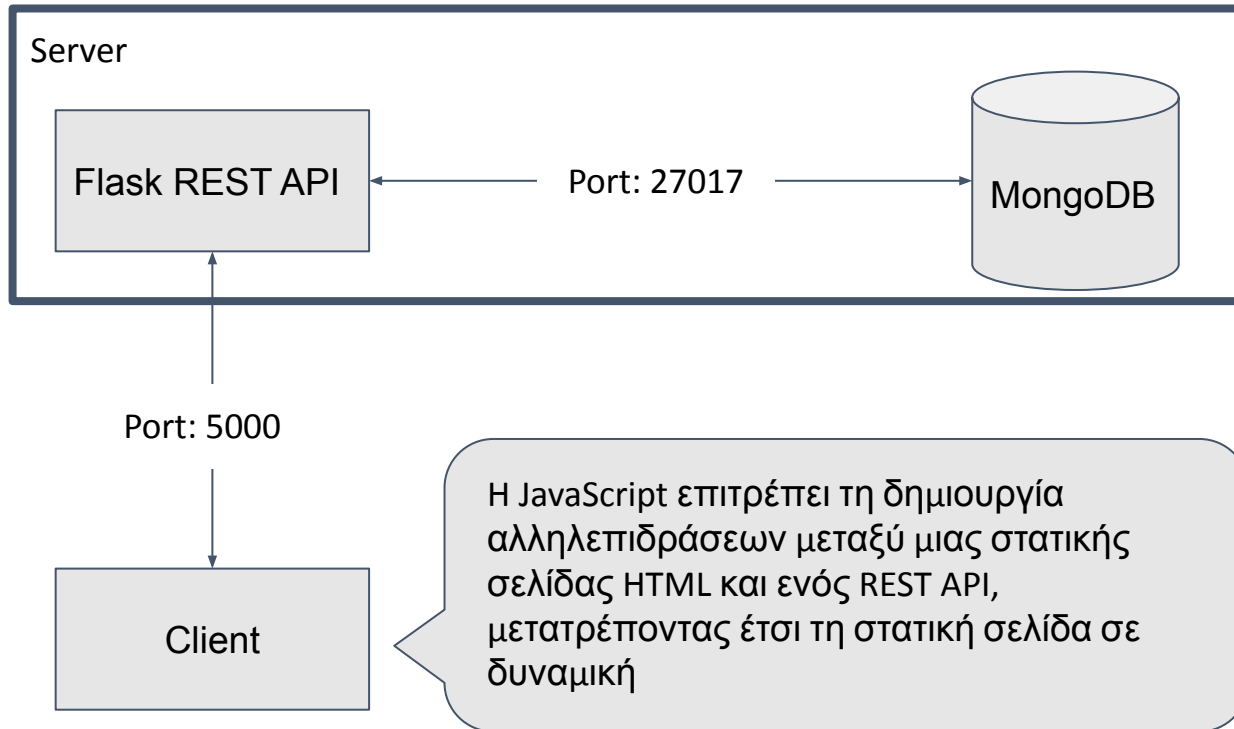 Server
Flask REST API
Port: 27017
MongoDB
Port: 5000
Η JavaScript επιτρέπει τη δημιουργία
αλληλεπιδράσεων μεταξύ μιας στατικής
σελίδας HTML και ενός REST API,
μετατρέποντας έτσι τη στατική σελίδα σε
δυναμική
Client